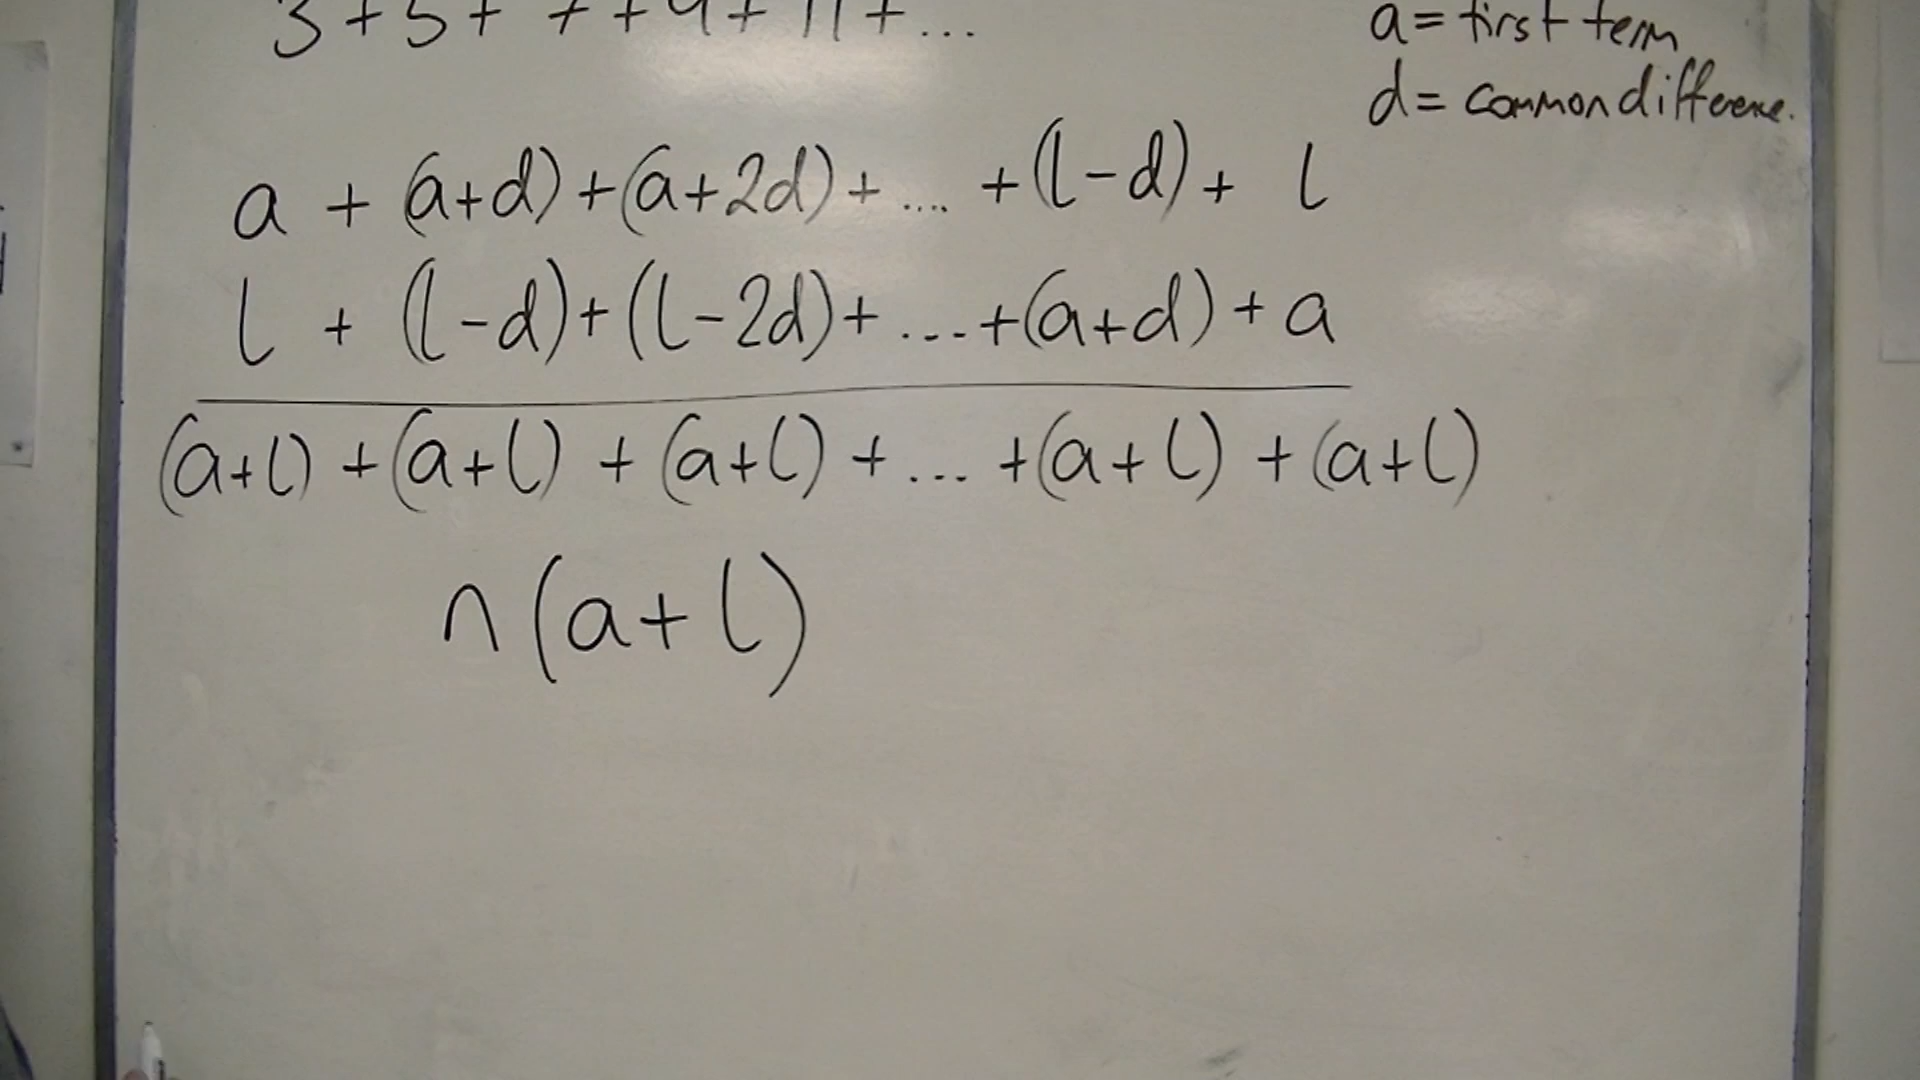 3 + 5 + 7 + 9 + 11 + ...
a = first term
d = common difference.
a + (a+d) + (a+2d) + .... + (l-d) + l
l + (l-d) + (l-2d) + ... + (a+d) + a
(a+l) + (a+l) + (a+l) + ... + (a+l) + (a+l)
n(a+l)